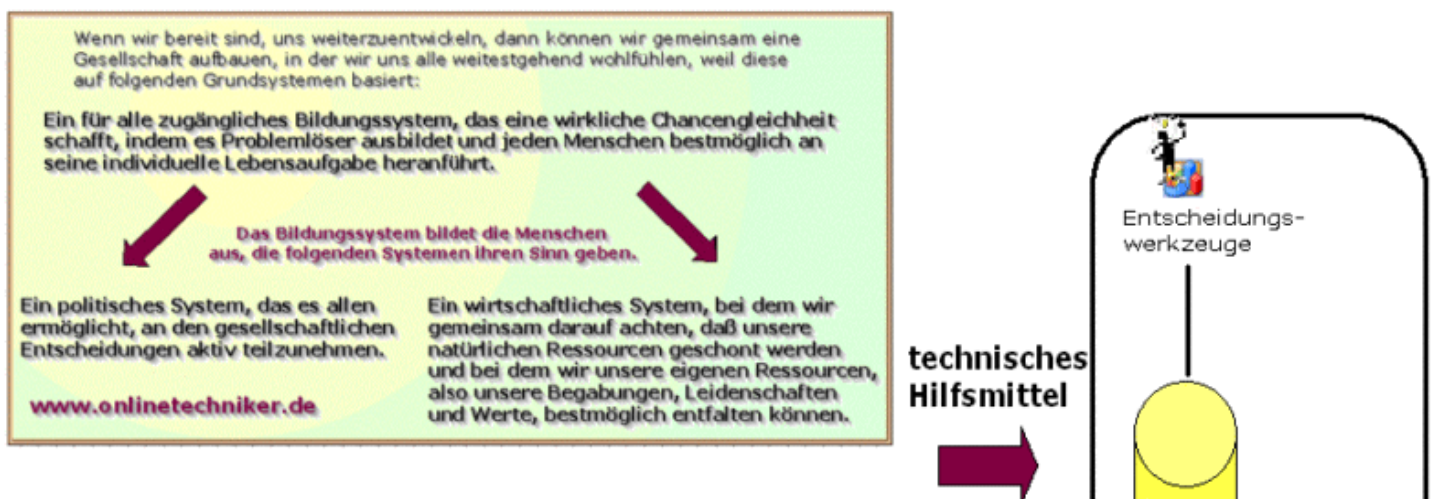 Wenn wir bereit sind, uns weiterzuentwickeln, dann können wir gemeinsam eine
Gesellschaft aufbauen, in der wir uns alle weitestgehend wohlfühlen, weil diese
auf folgenden Grundsystemen basiert:
Ein für alle zugängliches Bildungssystem, das eine wirkliche Chancengleichheit
schafft, indem es Problemlöser ausbildet und jeden Menschen bestmöglich an
seine individuelle Lebensaufgabe heranführt.
Das Bildungssystem bildet die Menschen
aus, die folgenden Systemen ihren Sinn geben.
Ein politisches System, das es allen
ermöglicht, an den gesellschaftlichen
Entscheidungen aktiv teilzunehmen.
www.onlinetechniker.de
Ein wirtschaftliches System, bei dem wir
gemeinsam darauf achten, daß unsere
natürlichen Ressourcen geschont werden
und bei dem wir unsere eigenen Ressourcen,
also unsere Begabungen, Leidenschaften
und Werte, bestmöglich entfalten können.
technisches
Hilfsmittel
Entscheidungs-
werkzeuge